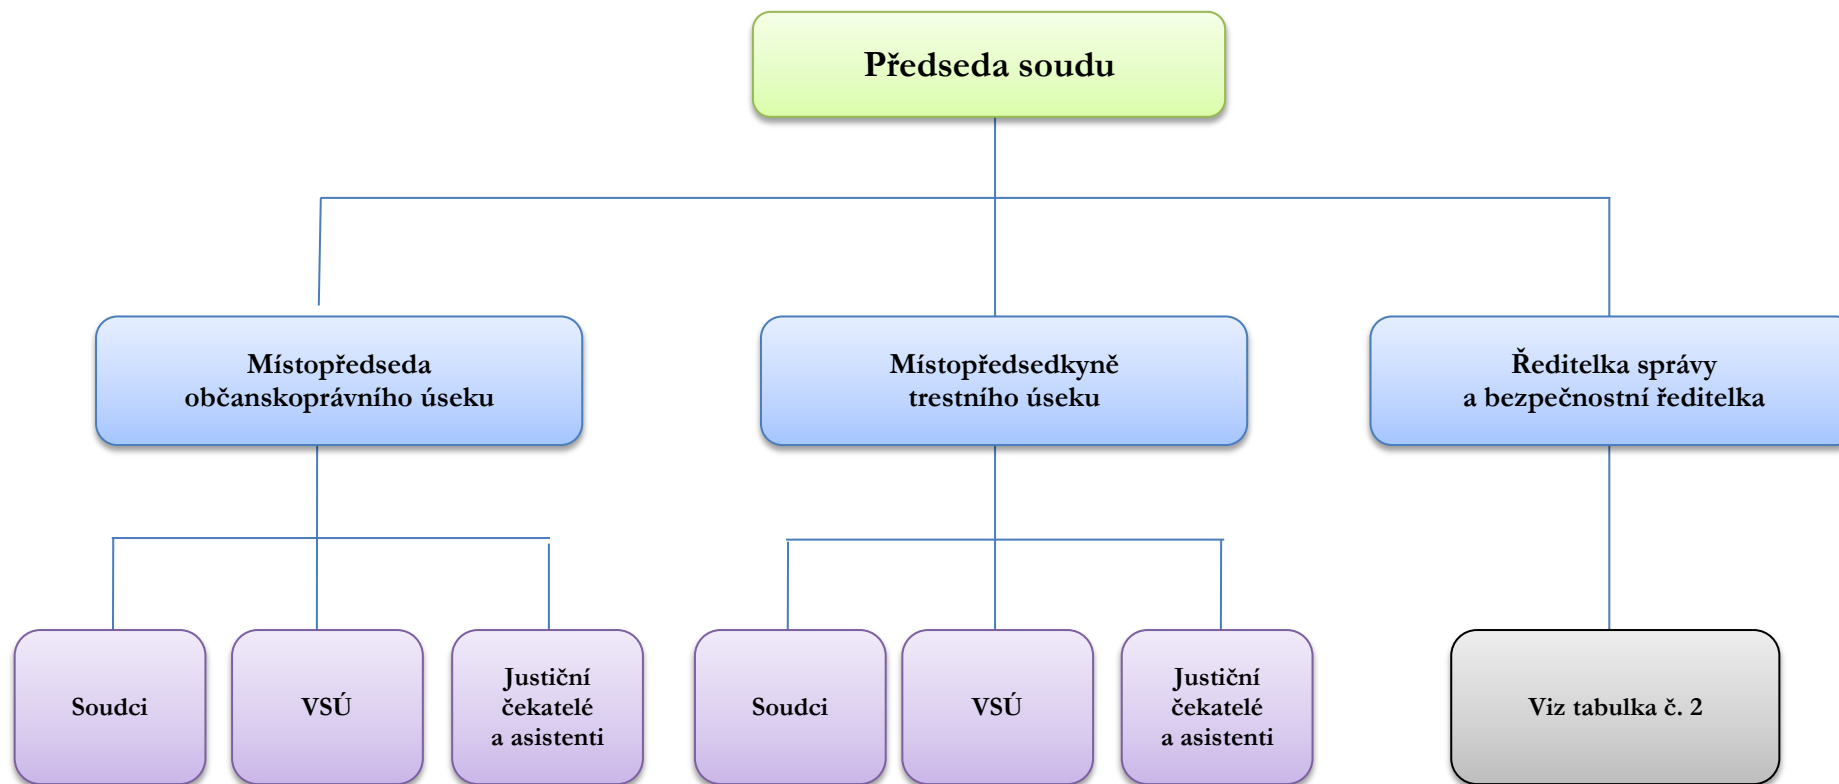 Předseda soudu
Místopředseda
občanskoprávního úseku
Místopředsedkyně
trestního úseku
Ředitelka správy
a bezpečnostní ředitelka
Soudci
VSÚ
Justiční
čekatelé
a asistenti
Soudci
VSÚ
Justiční
čekatelé
a asistenti
Viz tabulka č. 2